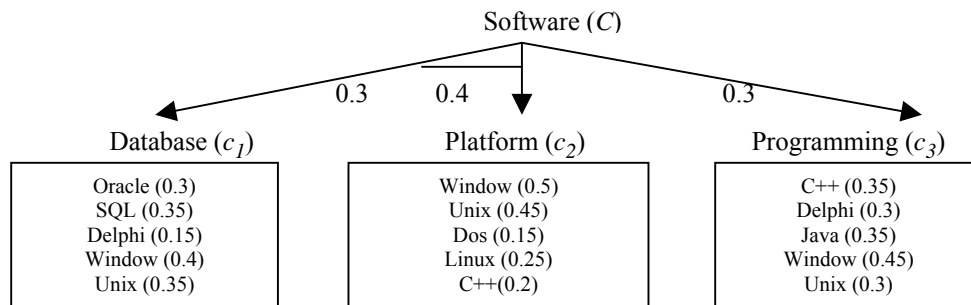 Software (C)
0.3 0.4 0.3
Database (c1) Platform (c2) Programming (c3)
Oracle (0.3)
SQL (0.35)
Delphi (0.15)
Window (0.4)
Unix (0.35)
Window (0.5)
Unix (0.45)
Dos (0.15)
Linux (0.25)
C++(0.2)
C++ (0.35)
Delphi (0.3)
Java (0.35)
Window (0.45)
Unix (0.3)